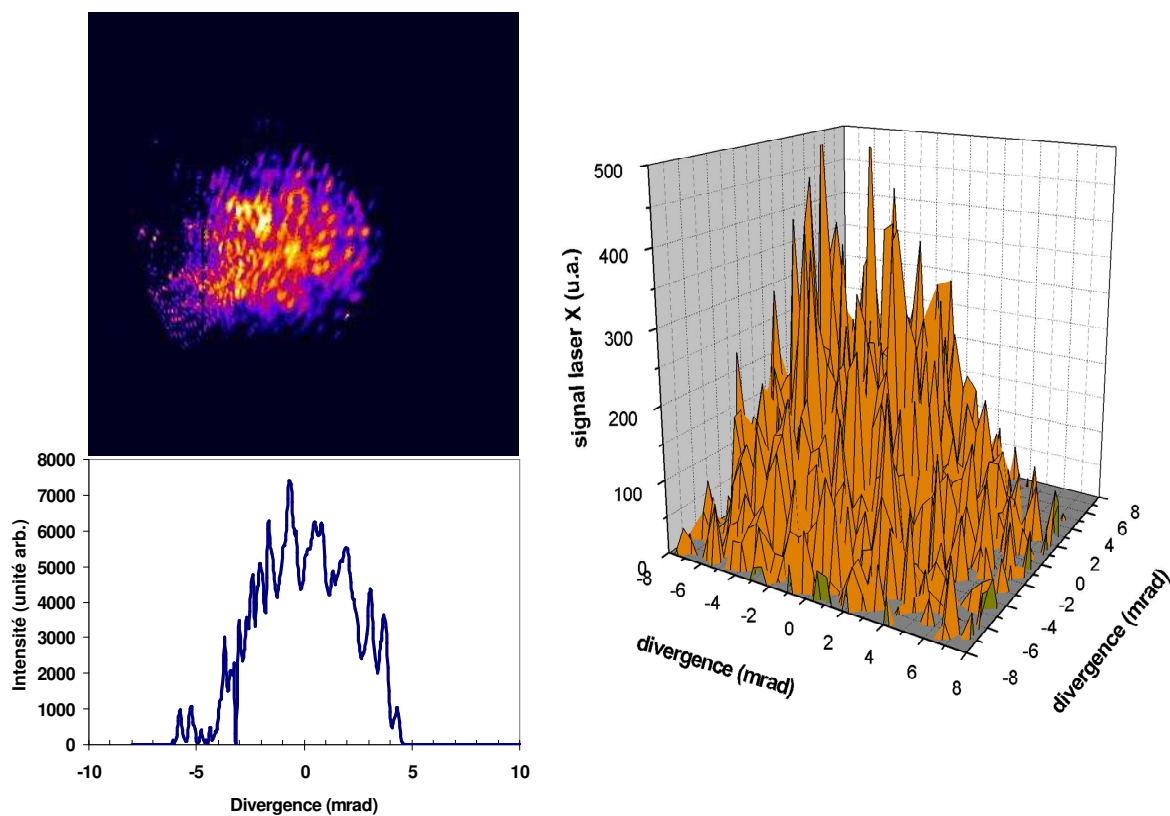 8000
7000
6000
5000
4000
3000
2000
1000
0
Intensité (unité arb.)
-10 -5 0 5 10
Divergence (mrad)
500
400
300
200
100
0
signal laser X (u.a.)
-8 -6 -4 -2 0 2 4 6 8
divergence (mrad)
-8 -6 -4 -2 0 2 4 6 8
divergence (mrad)